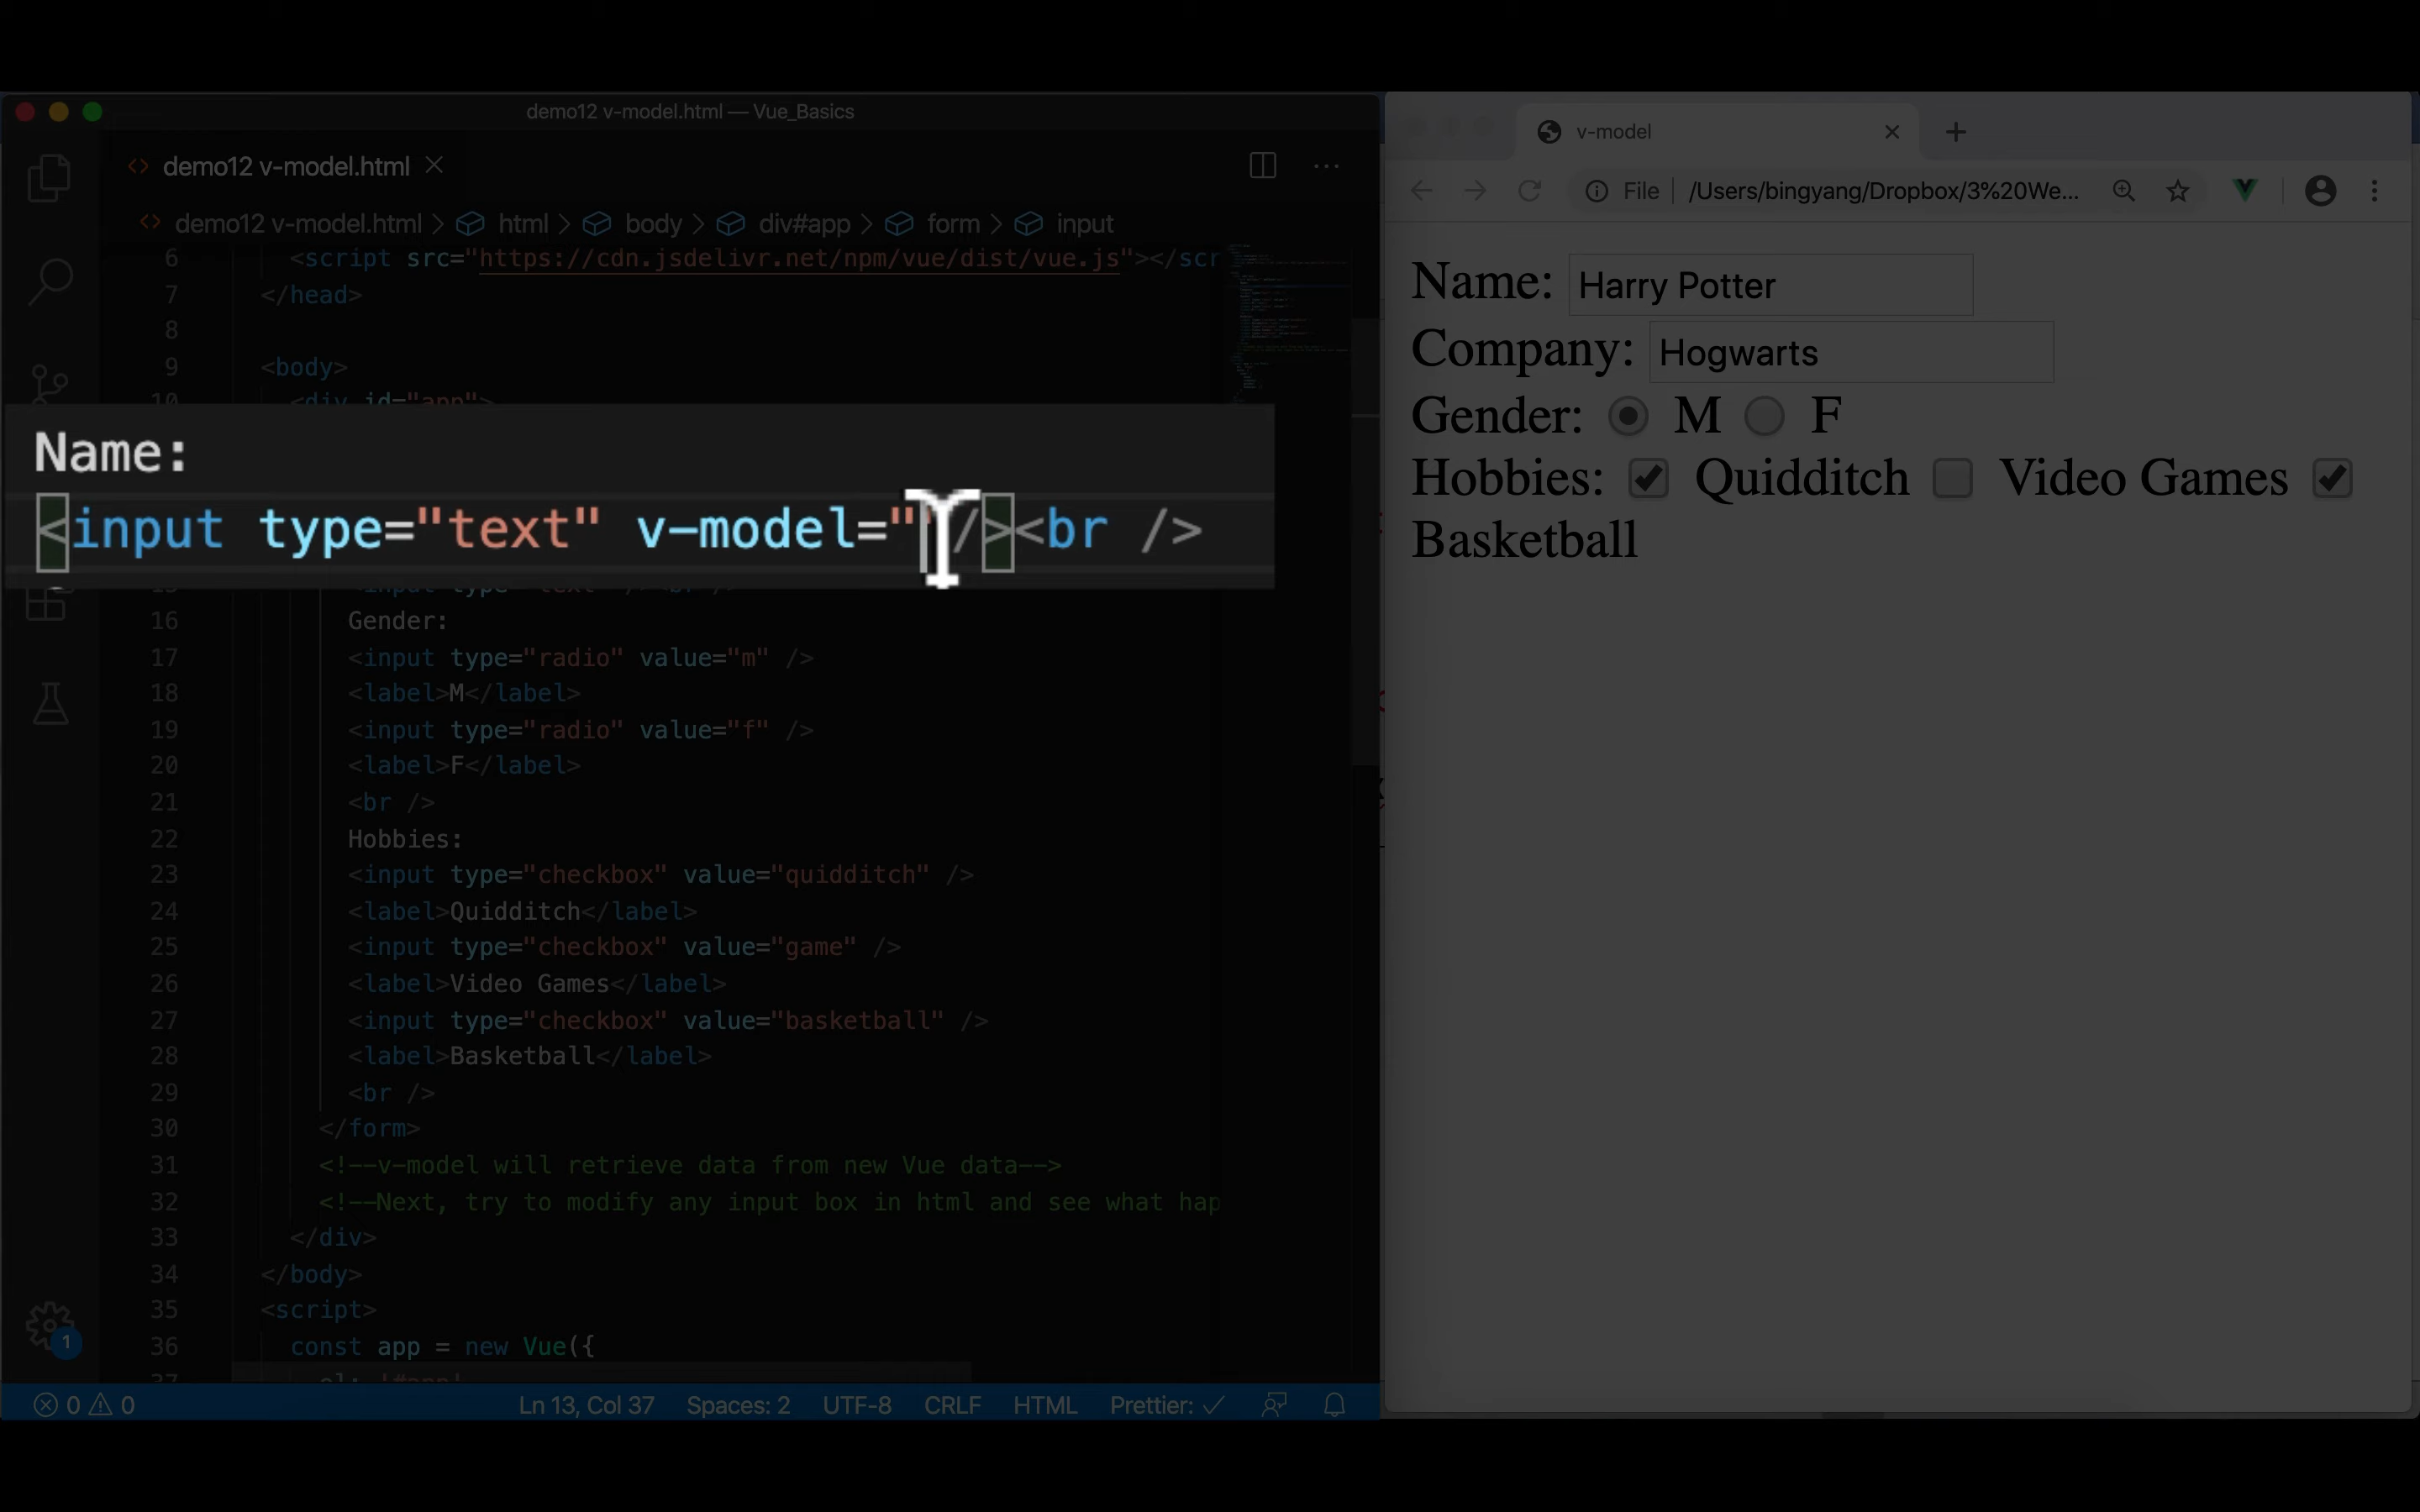 demo12 v-model.html — Vue_Basics
demo12 v-model.html
demo12 v-model.html > html > body > div#app > form > input
6 <script src="https://cdn.jsdelivr.net/npm/vue/dist/vue.js"></scr
7 </head>
8
9 <body>
10 <div id="app">
Name:
<input type="text" v-model=""/><br />
16 Gender:
17 <input type="radio" value="m" />
18 <label>M</label>
19 <input type="radio" value="f" />
20 <label>F</label>
21 <br />
22 Hobbies:
23 <input type="checkbox" value="quidditch" />
24 <label>Quidditch</label>
25 <input type="checkbox" value="game" />
26 <label>Video Games</label>
27 <input type="checkbox" value="basketball" />
28 <label>Basketball</label>
29 <br />
30 </form>
31 <!--v-model will retrieve data from new Vue data-->
32 <!--Next, try to modify any input box in html and see what hap
33 </div>
34 </body>
35 <script>
36 const app = new Vue({
1
0 0 Ln 13, Col 37 Spaces: 2 UTF-8 CRLF HTML Prettier: ✓
v-model
File /Users/bingyang/Dropbox/3%20We...
Name: Harry Potter
Company: Hogwarts
Gender: M F
Hobbies: Quidditch Video Games
Basketball